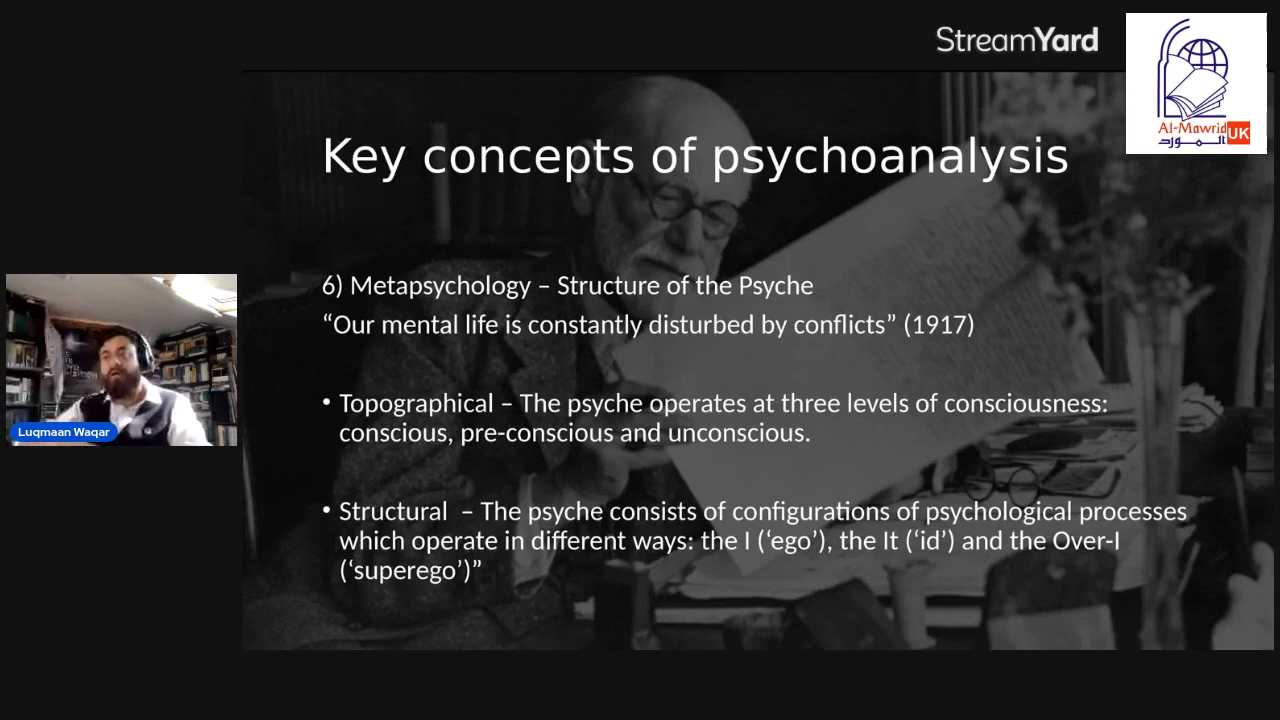 StreamYard
Al-Mawrid UK
المورد
Key concepts of psychoanalysis
6) Metapsychology – Structure of the Psyche
“Our mental life is constantly disturbed by conflicts” (1917)
• Topographical – The psyche operates at three levels of consciousness:
conscious, pre-conscious and unconscious.
• Structural – The psyche consists of configurations of psychological processes
which operate in different ways: the I (‘ego’), the It (‘id’) and the Over-I
(‘superego’)”
Luqmaan Waqar